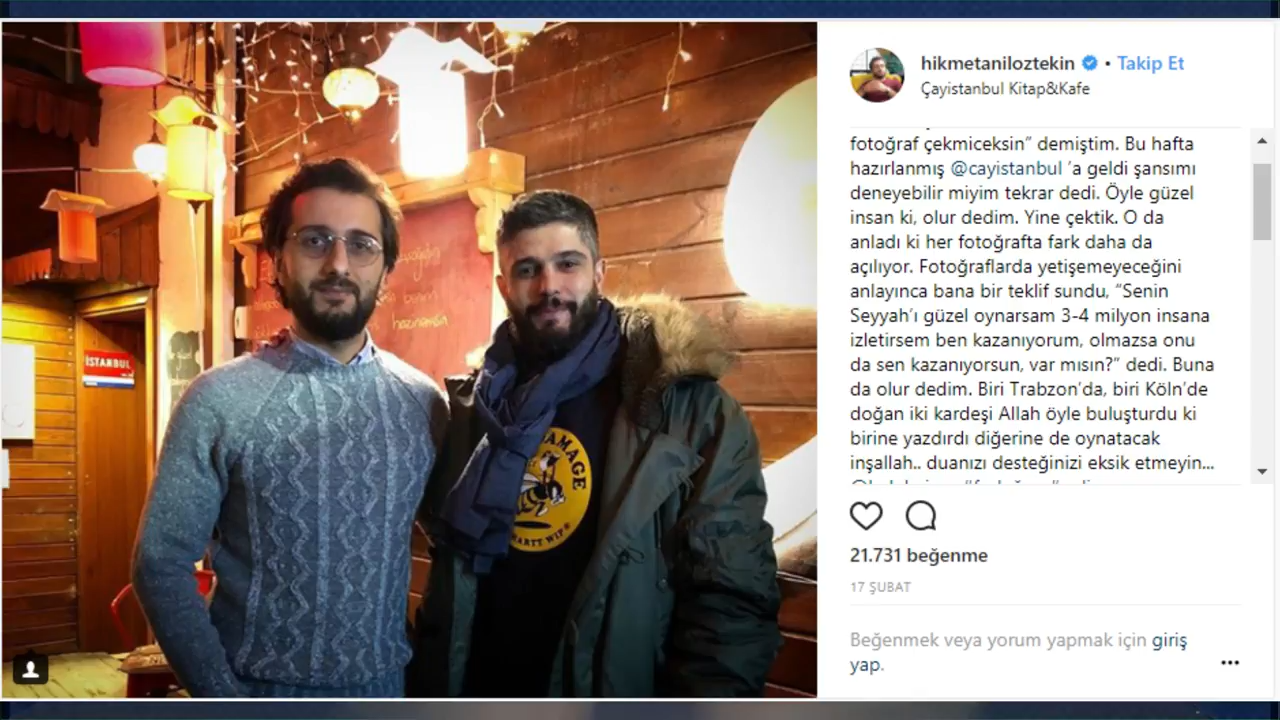 hikmetaniloztekin • Takip Et
Çayistanbul Kitap&Kafe
fotoğraf çekmiceksin” demiştim. Bu hafta
hazırlanmış @cayistanbul ’a geldi şansımı
deneyebilir miyim tekrar dedi. Öyle güzel
insan ki, olur dedim. Yine çektik. O da
anladı ki her fotoğrafta fark daha da
açılıyor. Fotoğraflarda yetişemeyeceğini
anlayınca bana bir teklif sundu, “Senin
Seyyah’ı güzel oynarsam 3-4 milyon insana
izletirsem ben kazanıyorum, olmazsa onu
da sen kazanıyorsun, var mısın?” dedi. Buna
da olur dedim. Biri Trabzon’da, biri Köln’de
doğan iki kardeşi Allah öyle buluşturdu ki
birine yazdırdı diğerine de oynatacak
inşallah.. duanızı desteğinizi eksik etmeyin...
21.731 beğenme
17 ŞUBAT
Beğenmek veya yorum yapmak için giriş
yap.
İSTANBUL